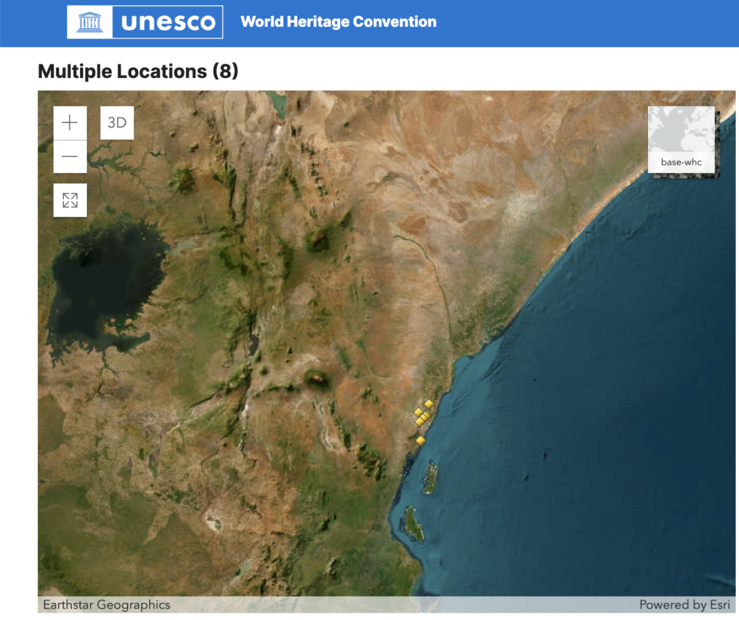 unesco
World Heritage Convention
Multiple Locations (8)
+
3D
−
base-whc
Earthstar Geographics
Powered by Esri